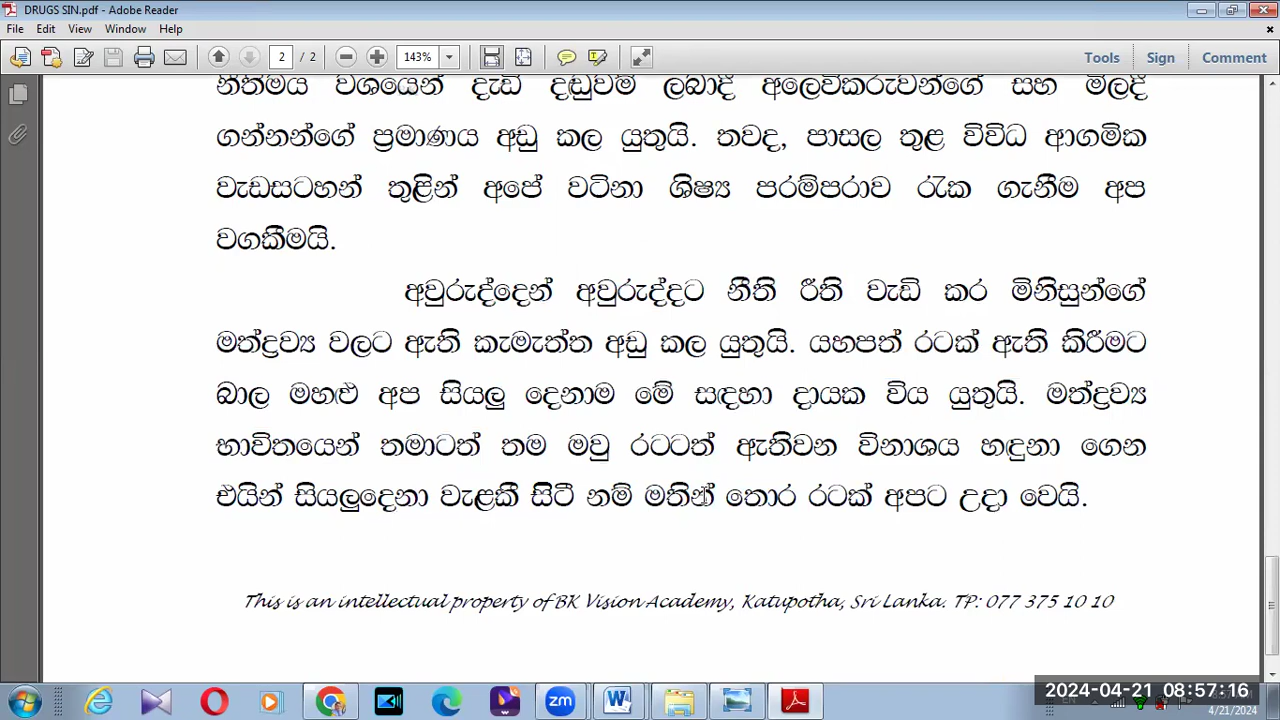 DRUGS SIN.pdf - Adobe Reader
File Edit View Window Help
2 / 2 143% Tools Sign Comment
නීතිමය වශයෙන් දැඩි දඬුවම් ලබාදී අලෙවිකරුවන්ගේ සහ මිලදී
ගන්නන්ගේ ප්‍රමාණය අඩු කල යුතුයි. තවද, පාසල තුළ විවිධ ආගමික
වැඩසටහන් තුළින් අපේ වටිනා ශිෂ්‍ය පරම්පරාව රැක ගැනීම අප
වගකීමයි.
අවුරුද්දෙන් අවුරුද්දට නීති රීති වැඩි කර මිනිසුන්ගේ
මත්ද්‍රව්‍ය වලට ඇති කැමැත්ත අඩු කල යුතුයි. යහපත් රටක් ඇති කිරීමට
බාල මහළු අප සියලු දෙනාම මේ සඳහා දායක විය යුතුයි. මත්ද්‍රව්‍ය
භාවිතයෙන් තමාටත් තම මවු රටටත් ඇතිවන විනාශය හඳුනා ගෙන
එයින් සියලුදෙනා වැළකී සිටී නම් මතින් තොර රටක් අපට උදා වෙයි.
This is an intellectual property of BK Vision Academy, Katupotha, Sri Lanka. TP: 077 375 10 10
2024-04-21 08:57:16
4/21/2024